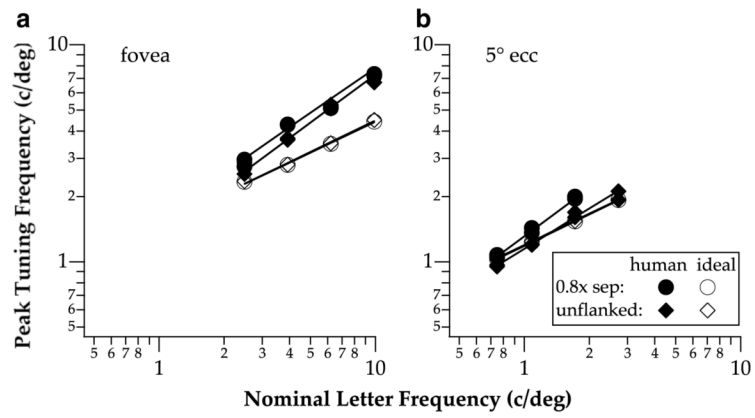 a
b
fovea
5° ecc
Peak Tuning Frequency (c/deg)
10
7
6
5
4
3
2
1
7
6
5
10
7
6
5
4
3
2
1
7
6
5
human ideal
0.8x sep:
unflanked:
5 6 7 8 1 2 3 4 5 6 7 8 10
5 6 7 8 1 2 3 4 5 6 7 8 10
Nominal Letter Frequency (c/deg)